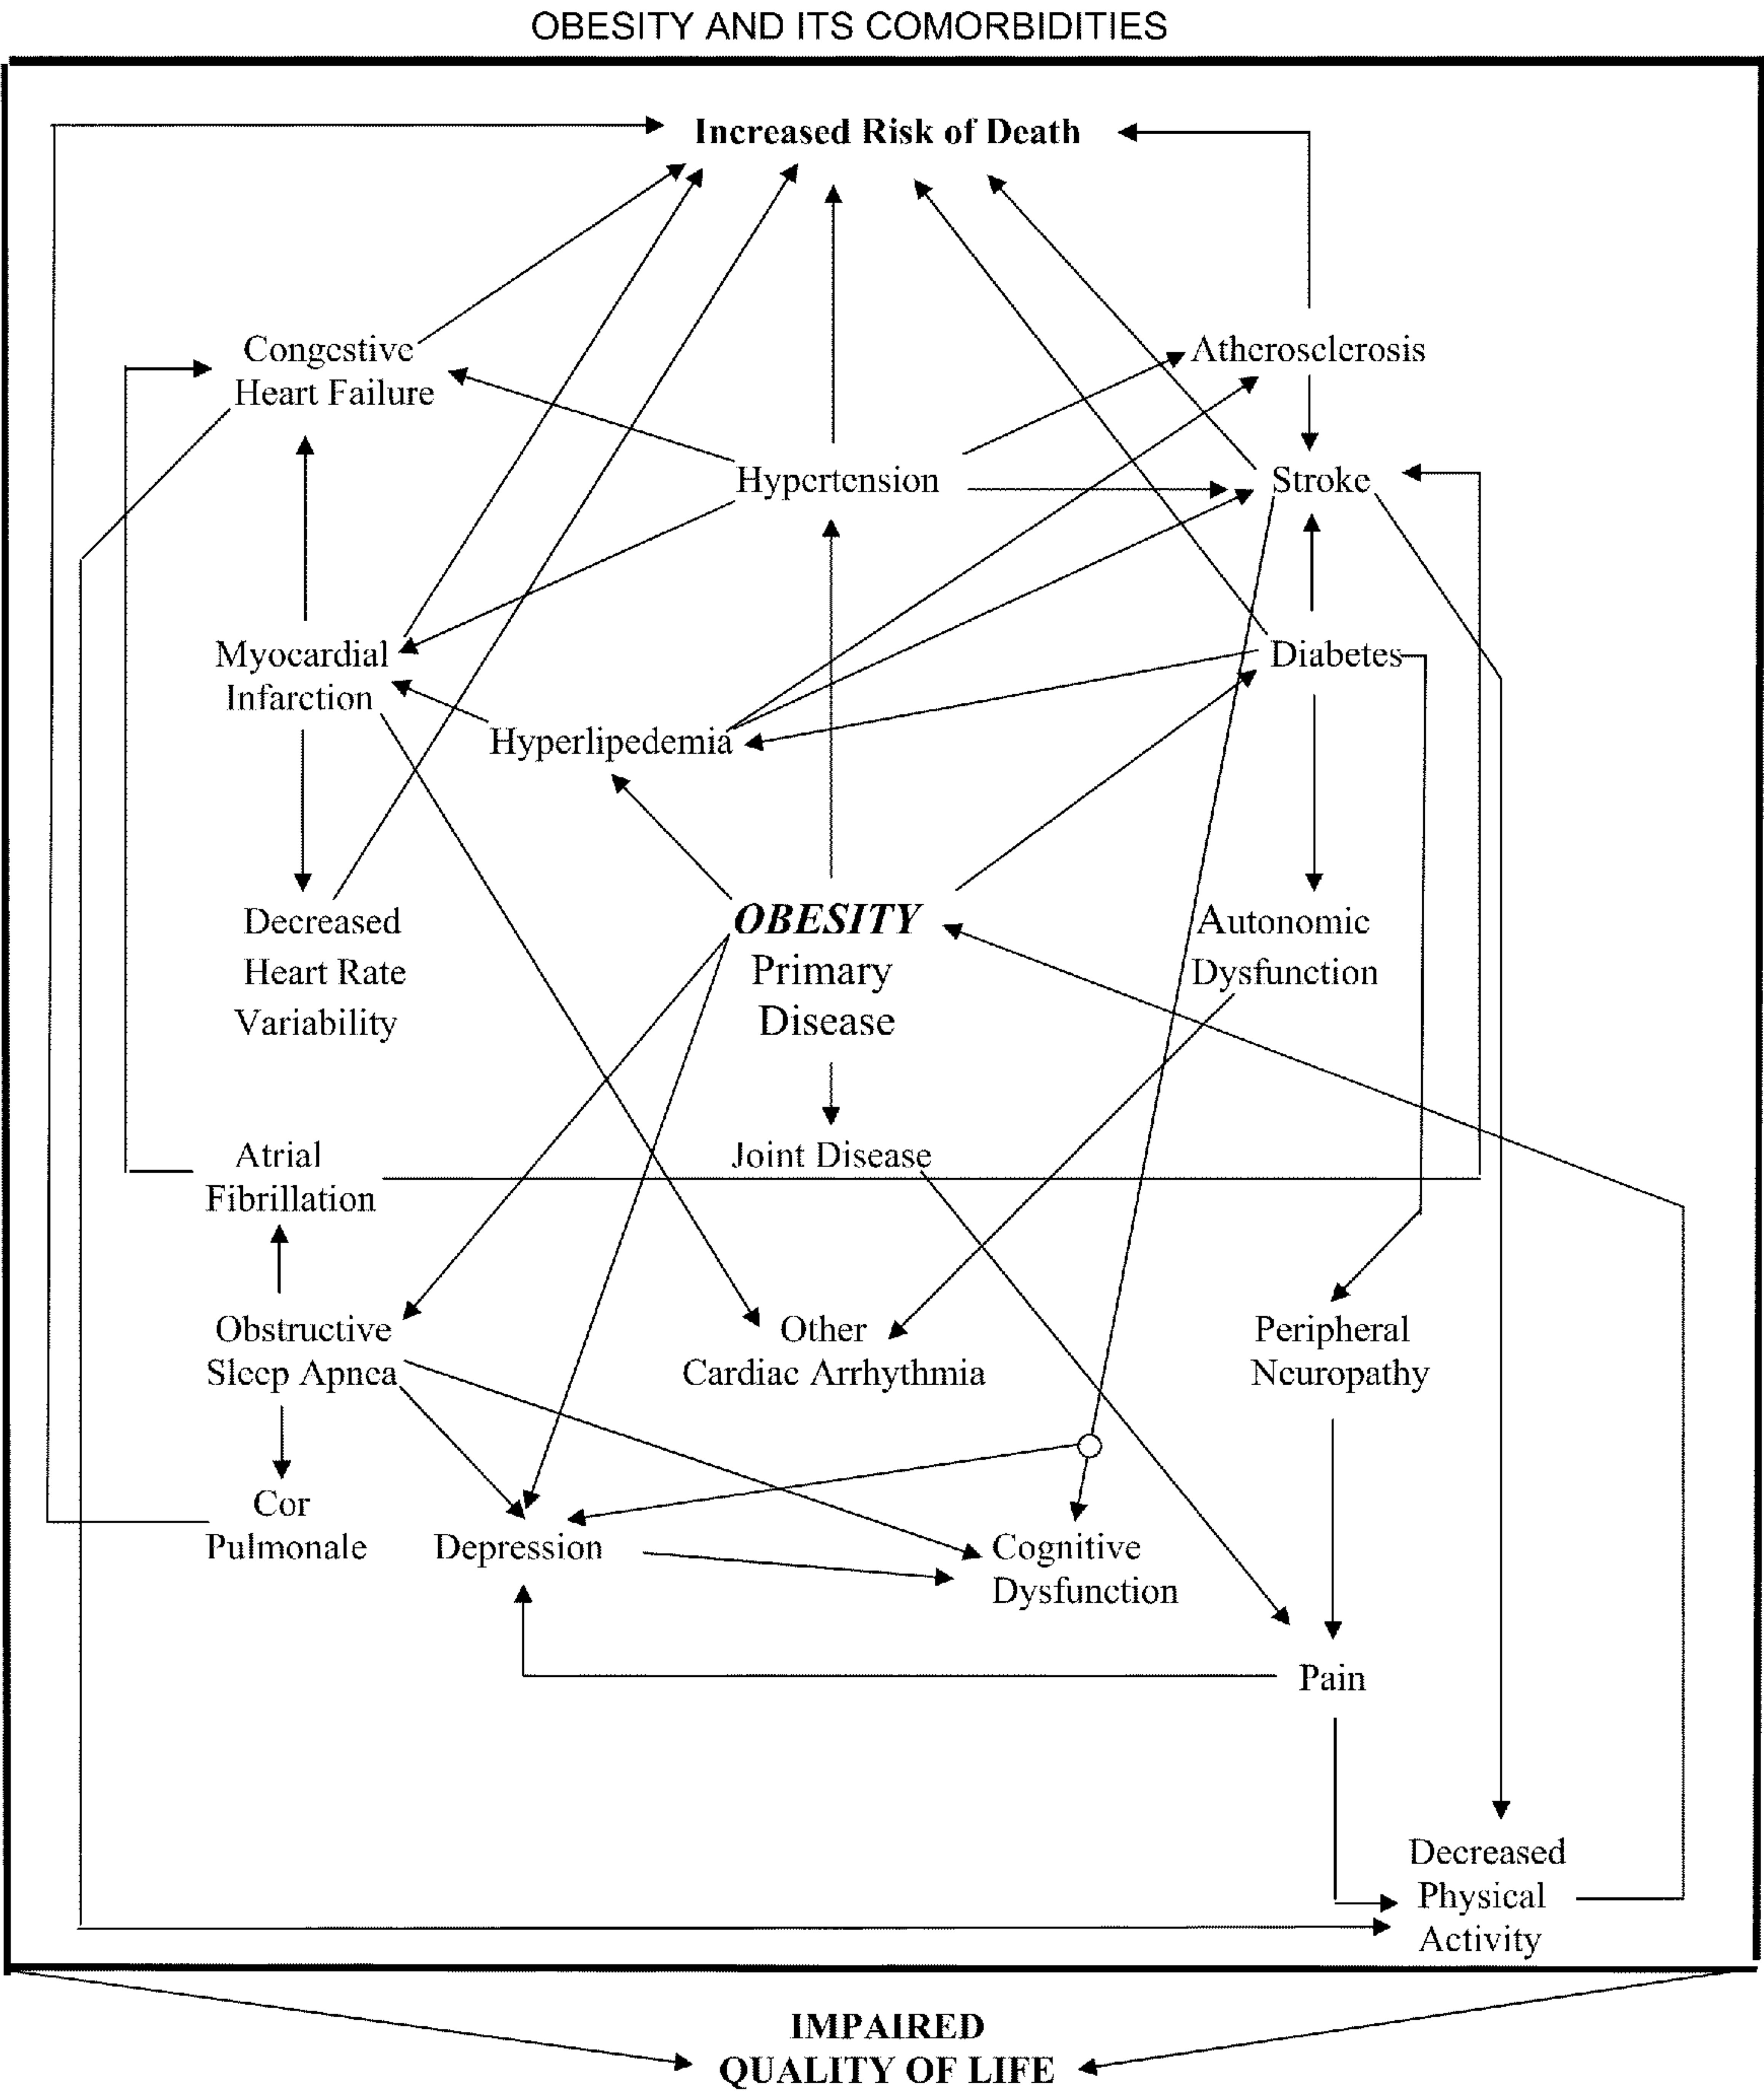 OBESITY AND ITS COMORBIDITIES
Increased Risk of Death
Congestive
Heart Failure
Atherosclerosis
Hypertension
Stroke
Myocardial
Infarction
Diabetes
Hyperlipedemia
Decreased
Heart Rate
Variability
OBESITY
Primary
Disease
Autonomic
Dysfunction
Atrial
Fibrillation
Joint Disease
Obstructive
Sleep Apnea
Other
Cardiac Arrhythmia
Peripheral
Neuropathy
Cor
Pulmonale
Depression
Cognitive
Dysfunction
Pain
Decreased
Physical
Activity
IMPAIRED
QUALITY OF LIFE